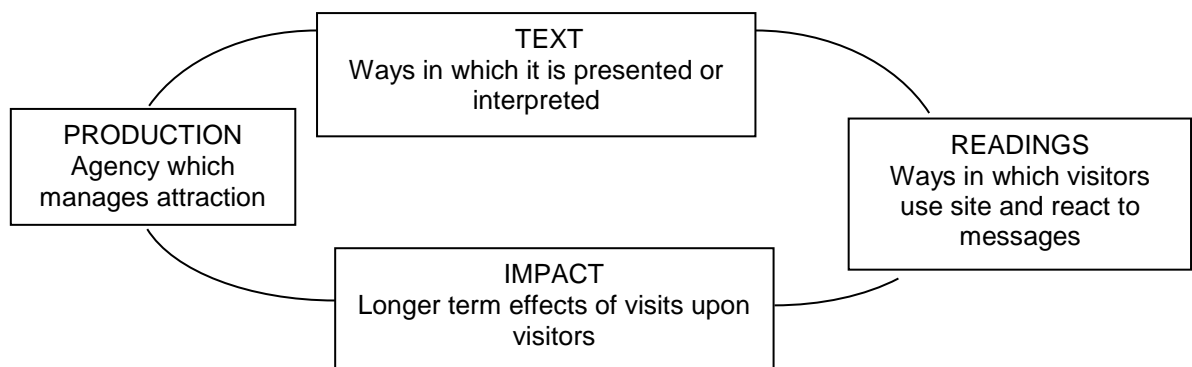 TEXT
Ways in which it is presented or
interpreted
PRODUCTION
Agency which
manages attraction
READINGS
Ways in which visitors
use site and react to
messages
IMPACT
Longer term effects of visits upon
visitors